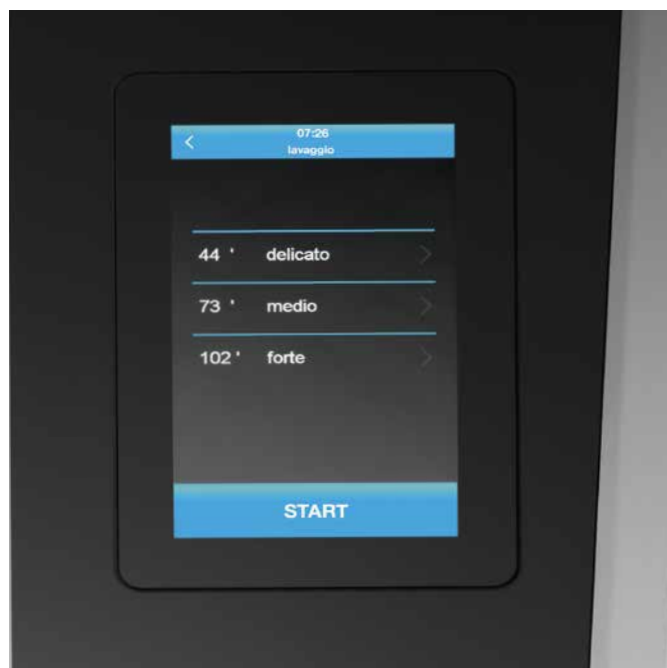 07:26
lavaggio
44 ' delicato
73 ' medio
102 ' forte
START